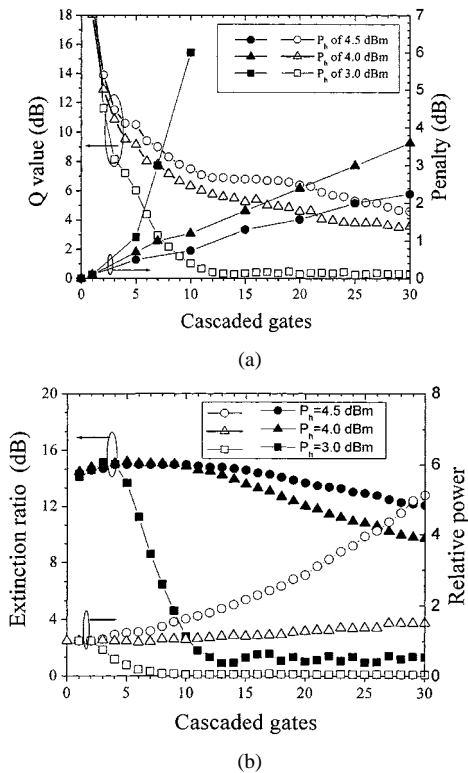 18
16
14
12
10
8
6
4
2
0
Q value (dB)
7
6
5
4
3
2
1
0
Penalty (dB)
P_h of 4.5 dBm
P_h of 4.0 dBm
P_h of 3.0 dBm
0 5 10 15 20 25 30
Cascaded gates
(a)
20
16
12
8
4
0
Extinction ratio (dB)
8
6
4
2
1
0
Relative power
P_h=4.5 dBm
P_h=4.0 dBm
P_h=3.0 dBm
0 5 10 15 20 25 30
Cascaded gates
(b)